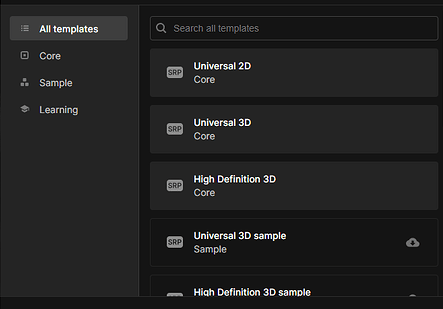 All templates
Core
Sample
Learning
Search all templates
SRP
Universal 2D
Core
SRP
Universal 3D
Core
SRP
High Definition 3D
Core
SRP
Universal 3D sample
Sample
High Definition 3D sample